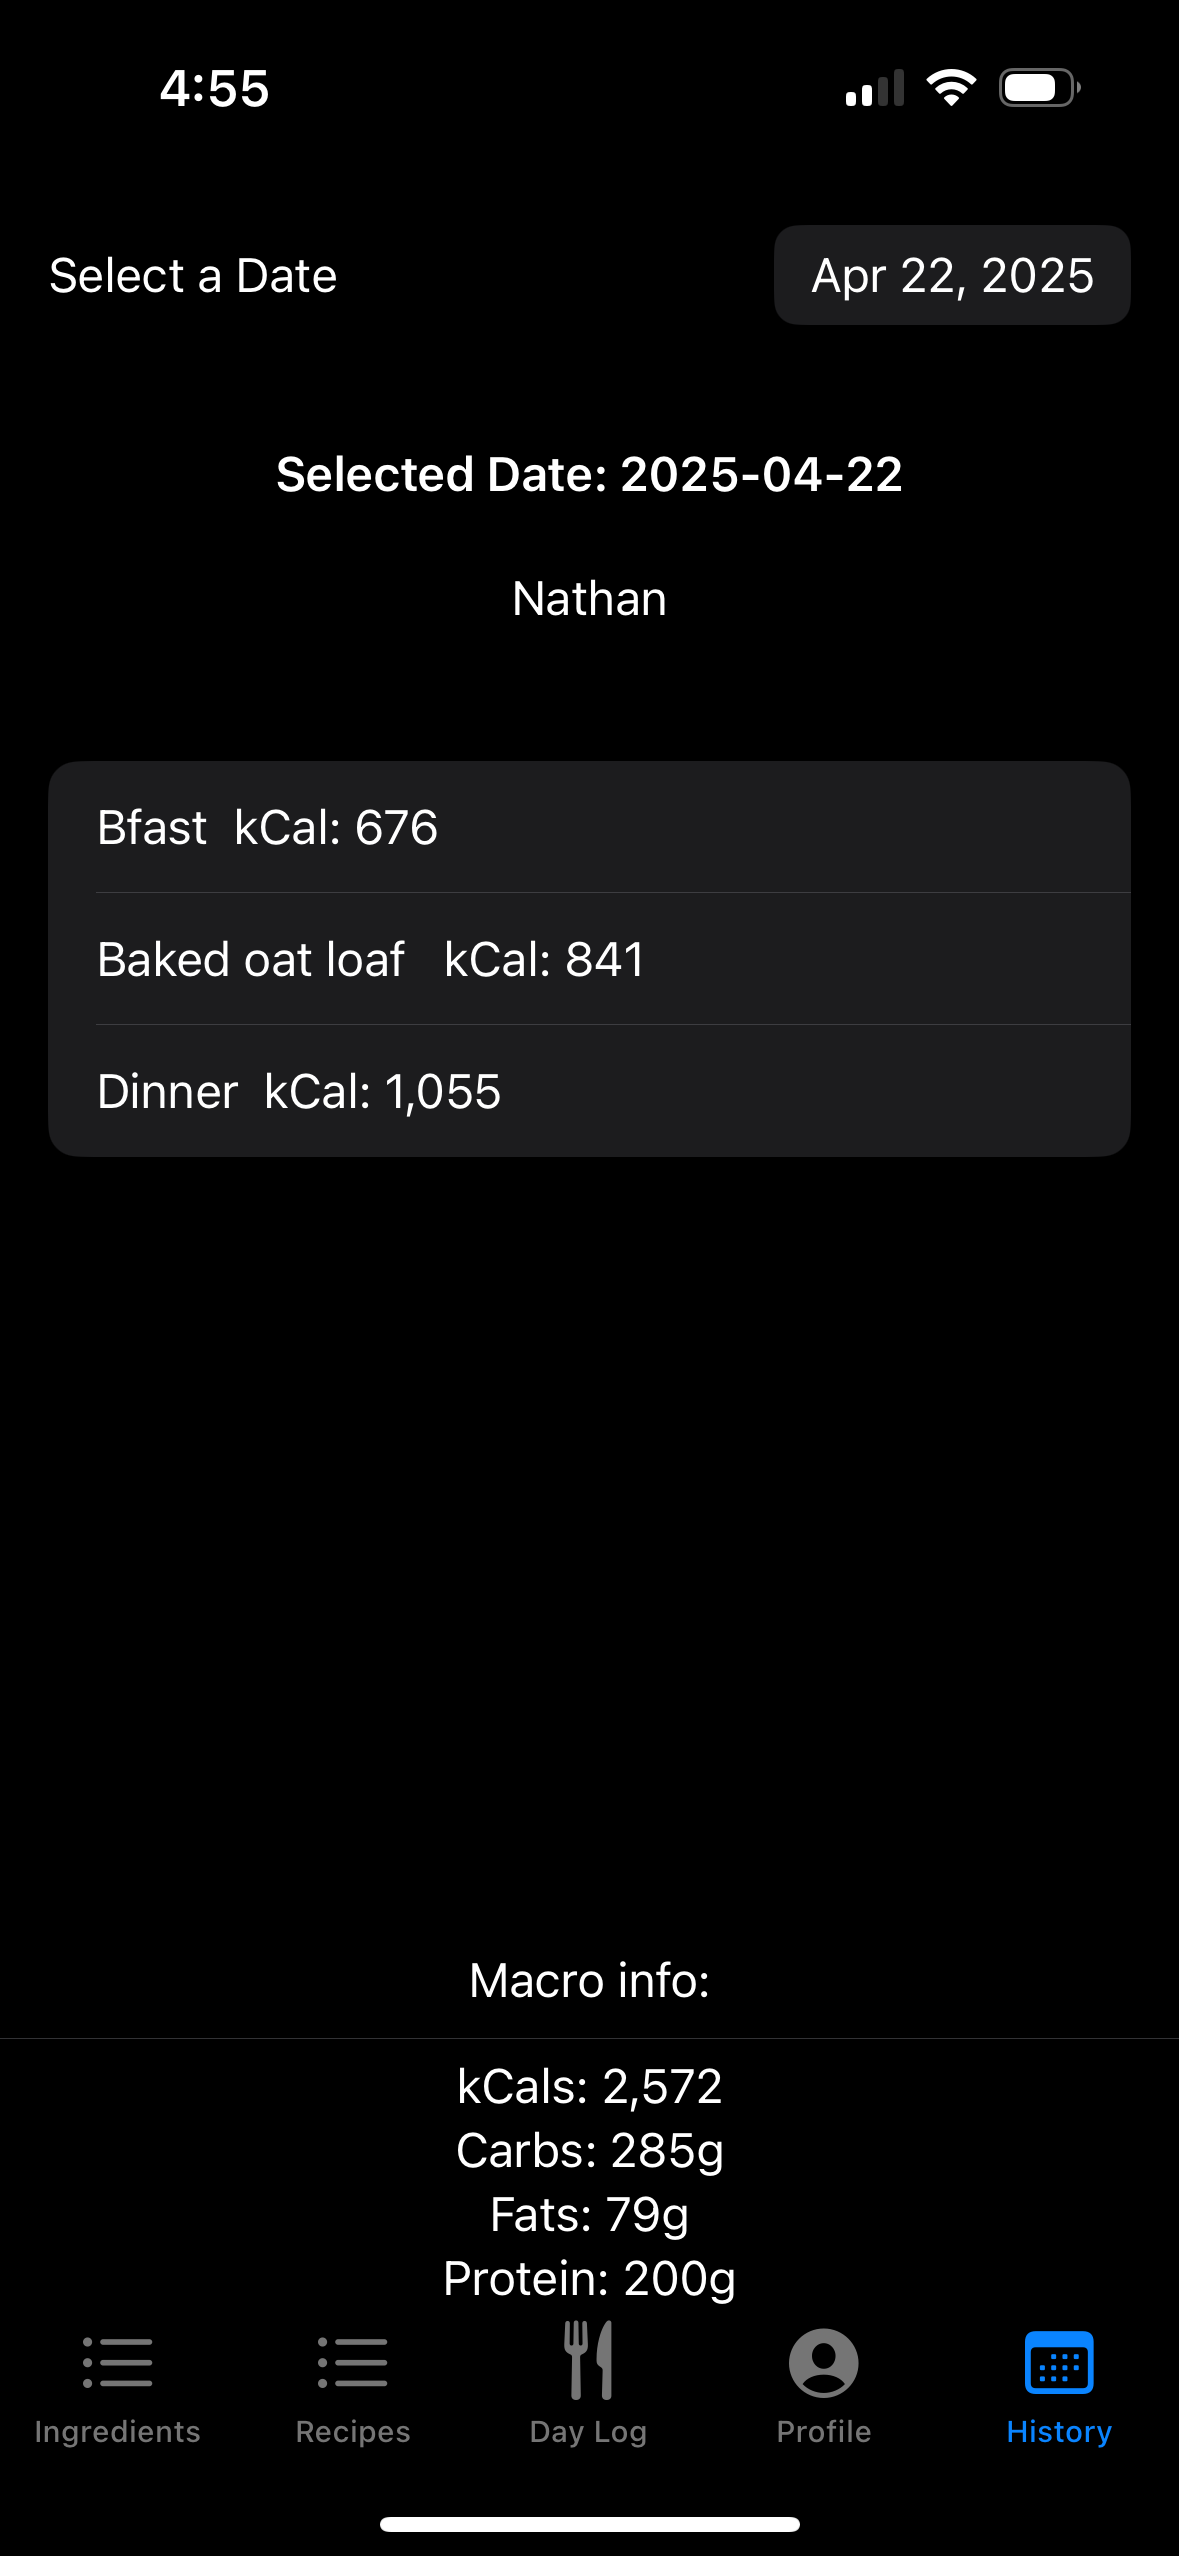 4:55
Select a Date
Apr 22, 2025
Selected Date: 2025-04-22
Nathan
Bfast kCal: 676
Baked oat loaf kCal: 841
Dinner kCal: 1,055
Macro info:
kCals: 2,572
Carbs: 285g
Fats: 79g
Protein: 200g
Ingredients
Recipes
Day Log
Profile
History